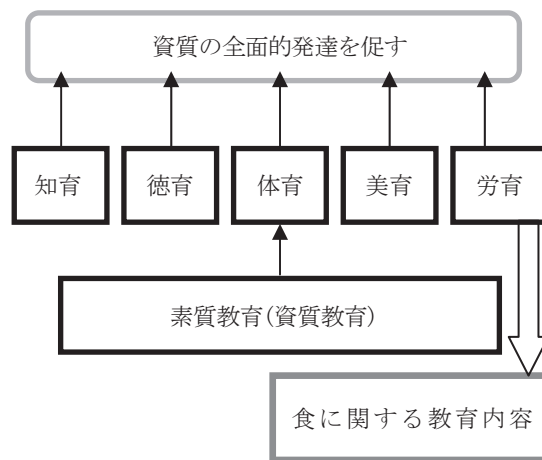 資質の全面的発達を促す
知育
徳育
体育
美育
労育
素質教育(資質教育)
食に関する教育内容